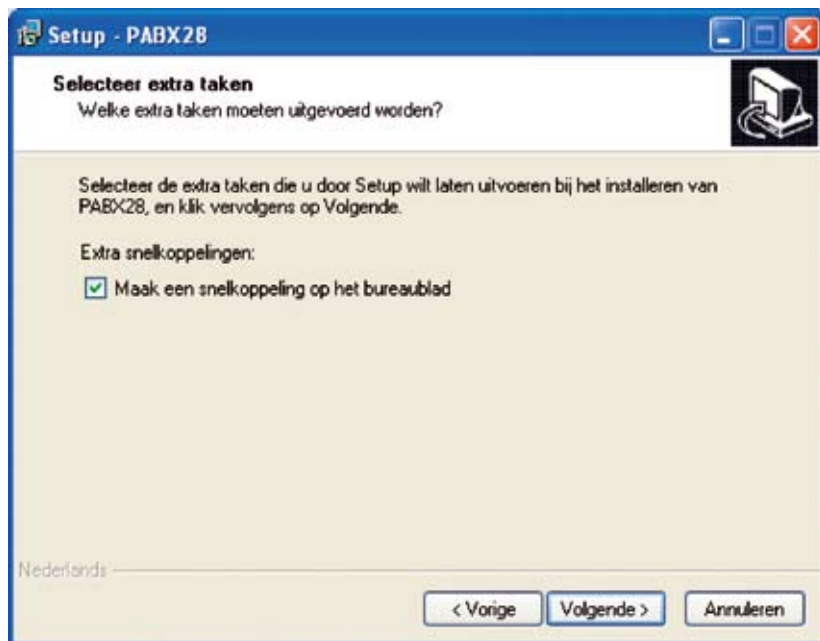 Setup - PABX28
Selecteer extra taken
Welke extra taken moeten uitgevoerd worden?
Selecteer de extra taken die u door Setup wilt laten uitvoeren bij het installeren van
PABX28, en klik vervolgens op Volgende.
Extra snelkoppelingen:
Maak een snelkoppeling op het bureaublad
Nederlands
< Vorige
Volgende >
Annuleren